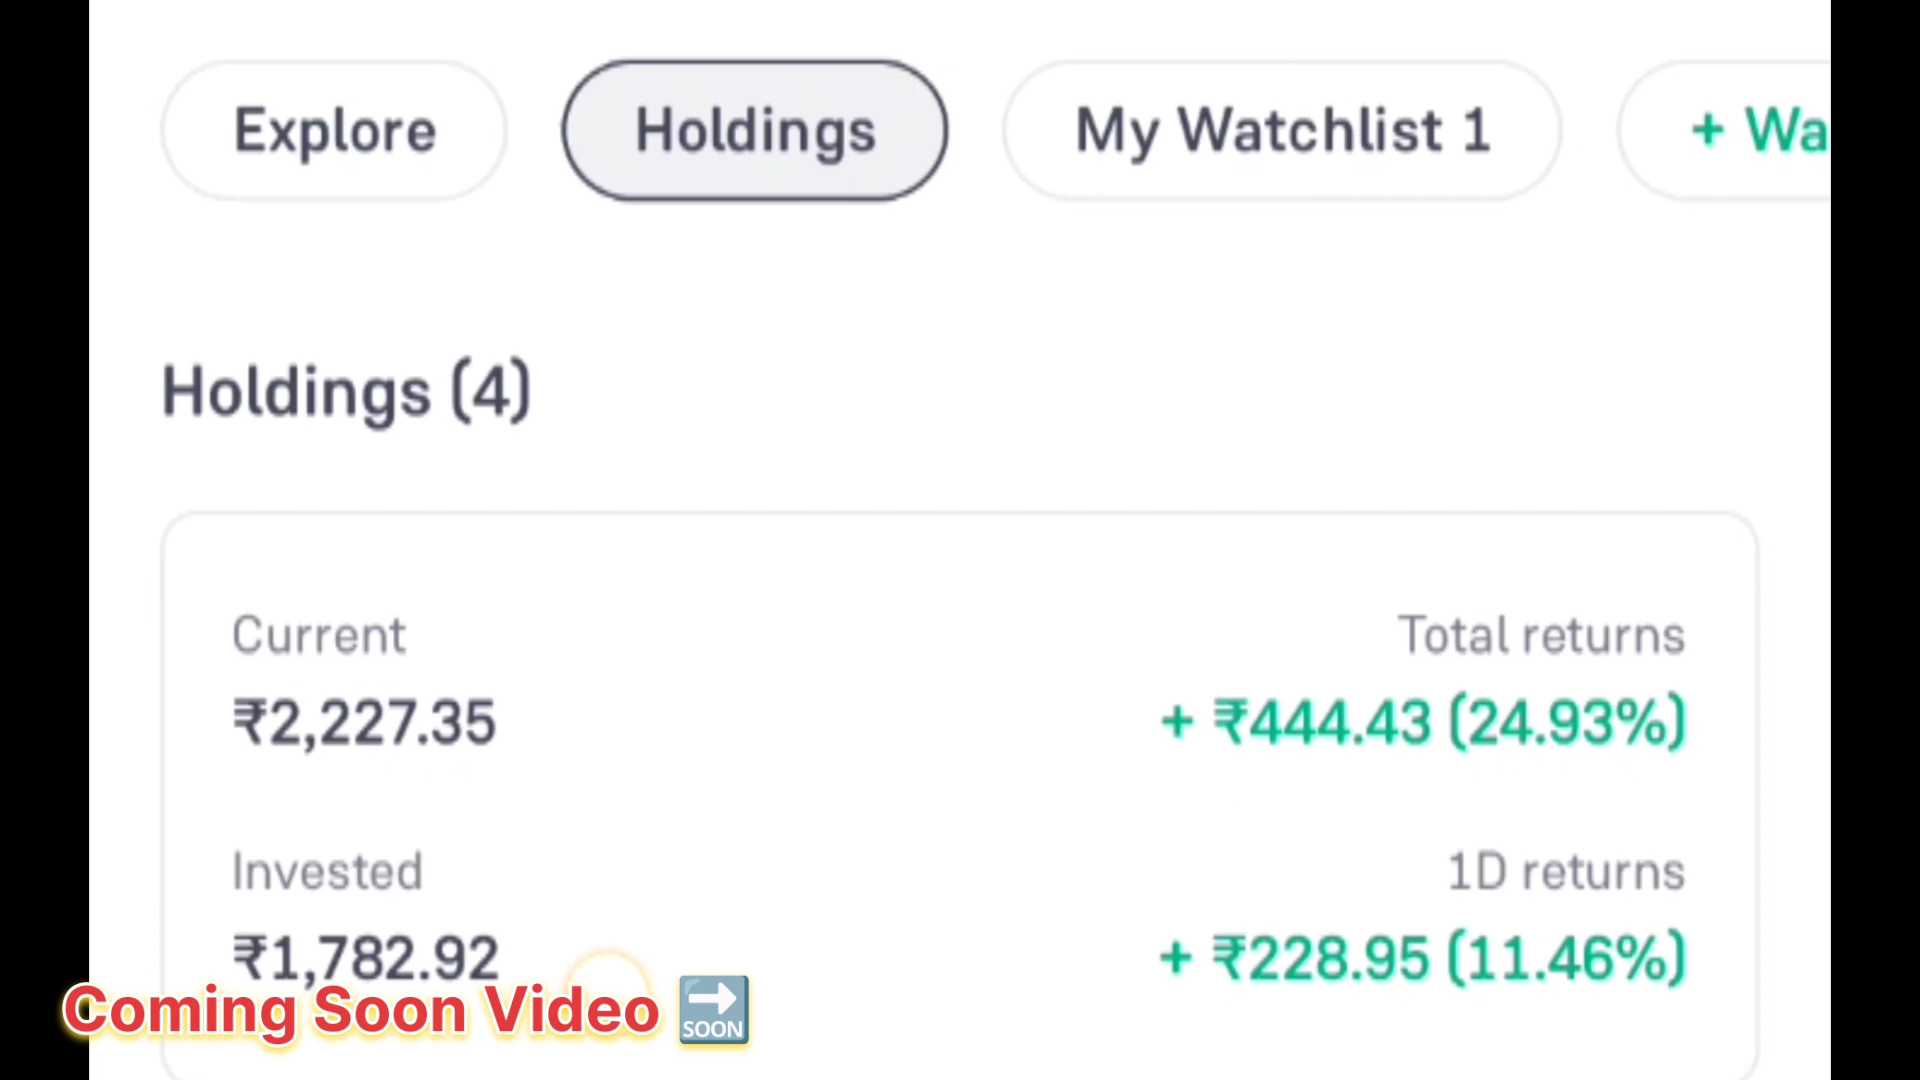 Explore Holdings My Watchlist 1 + Wa
Holdings (4)
Current Total returns
₹2,227.35 + ₹444.43 (24.93%)
Invested 1D returns
₹1,782.92 + ₹228.95 (11.46%)
Coming Soon Video SOON